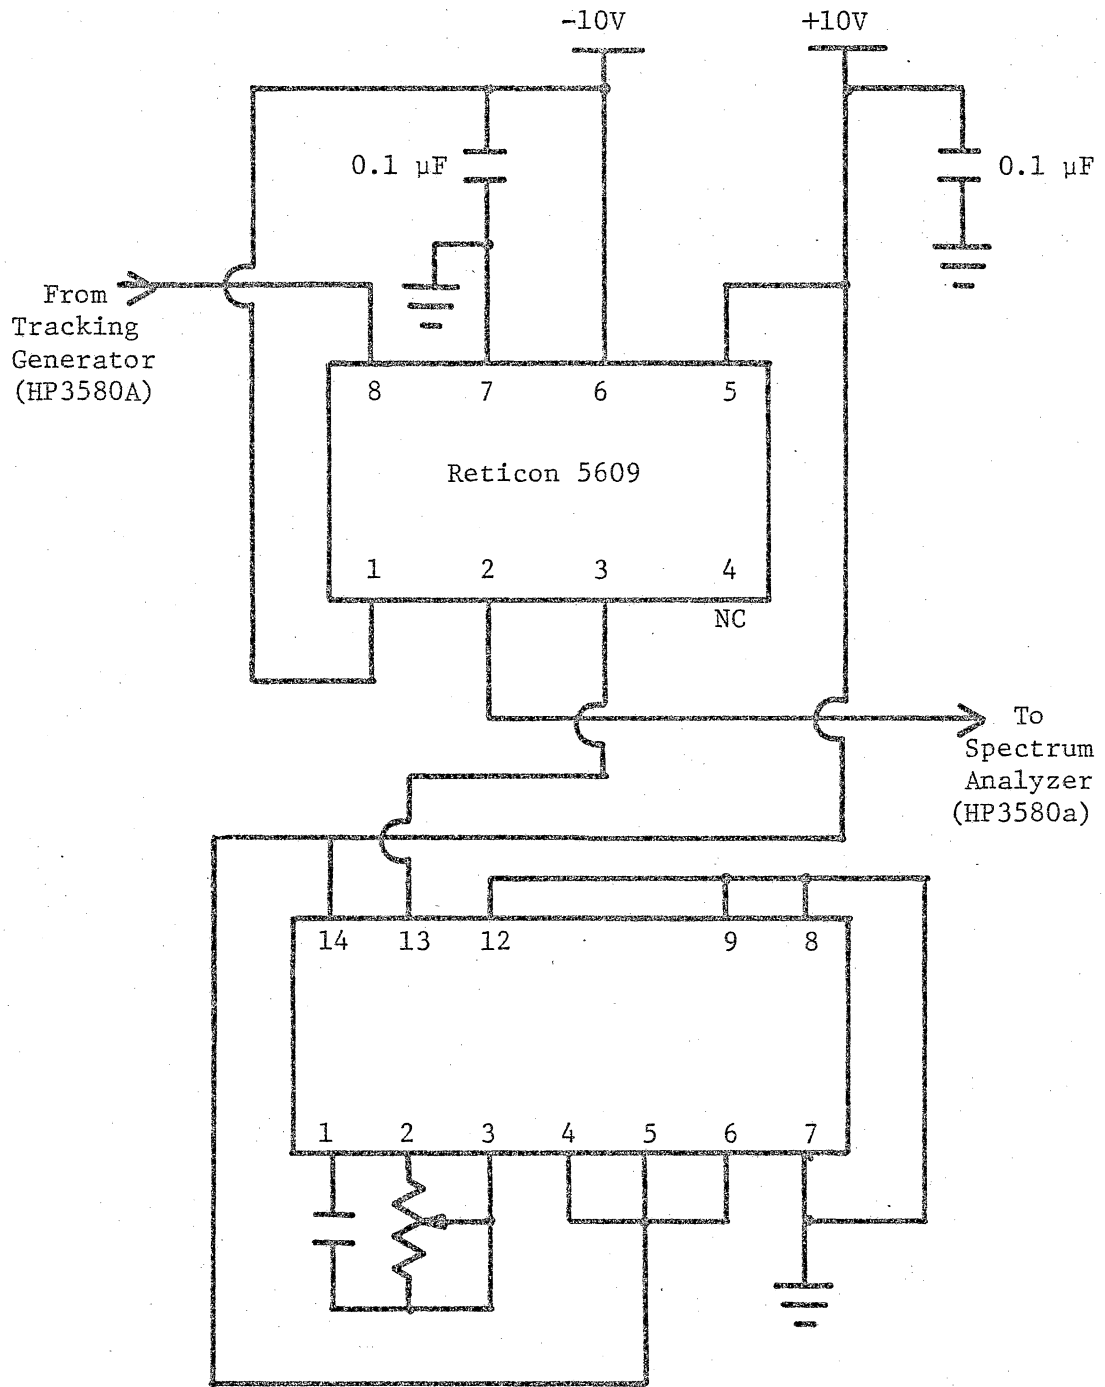 -10V
+10V
0.1 µF
0.1 µF
From
Tracking
Generator
(HP3580A)
8 7 6 5
Reticon 5609
1 2 3 4
NC
To
Spectrum
Analyzer
(HP3580a)
14 13 12 9 8
1 2 3 4 5 6 7